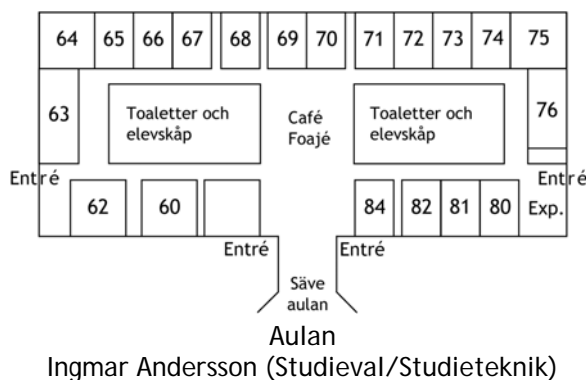 64 65 66 67 68 69 70 71 72 73 74 75
63
Toaletter och
elevskåp
Café
Foajé
Toaletter och
elevskåp
76
Entré
Entré
62 60 84 82 81 80 Exp.
Entré
Entré
Säve
aulan
Aulan
Ingmar Andersson (Studieval/Studieteknik)